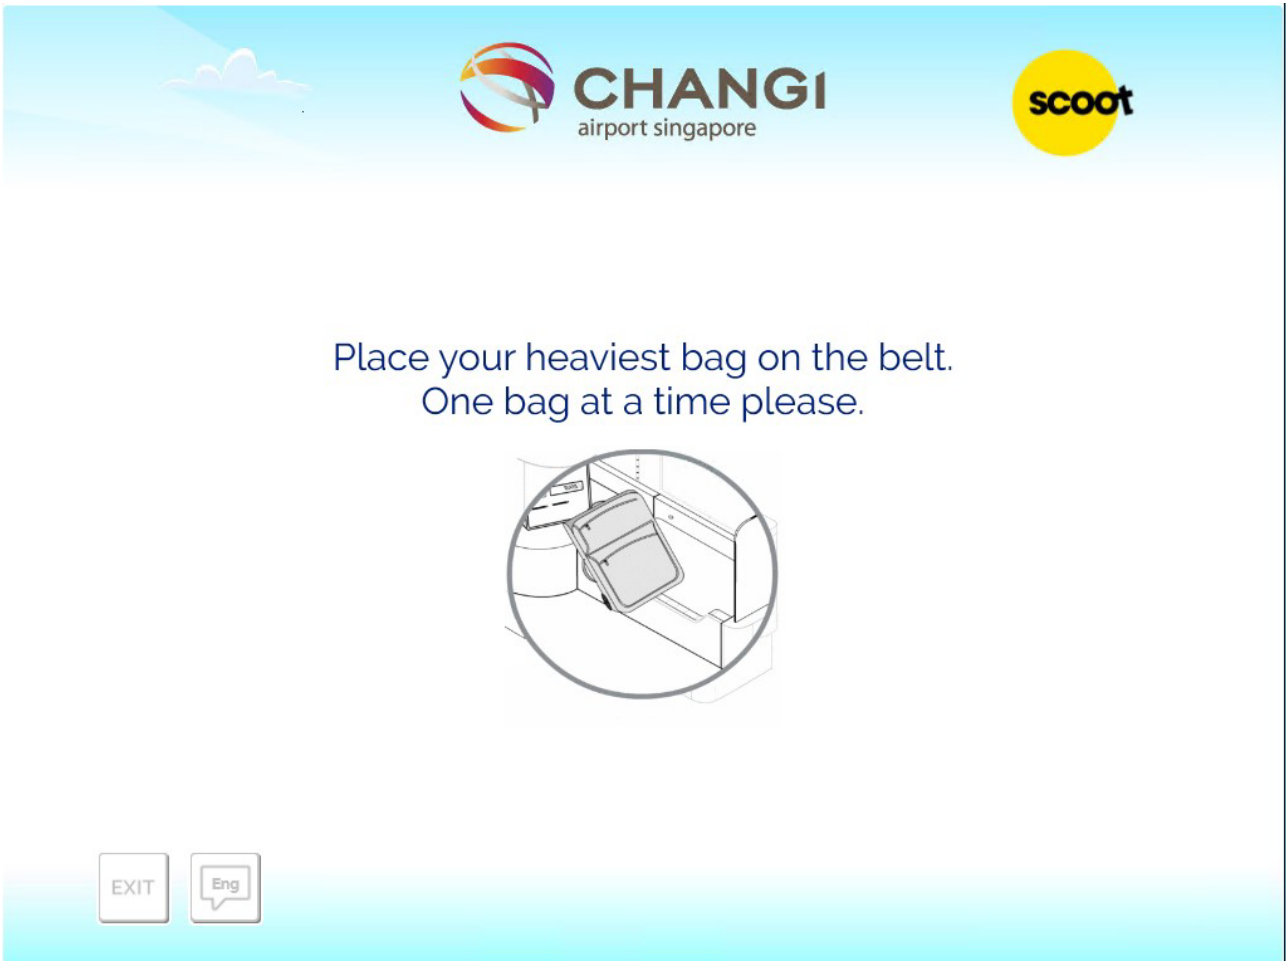 CHANGI
airport singapore
scoot
Place your heaviest bag on the belt.
One bag at a time please.
EXIT
Eng